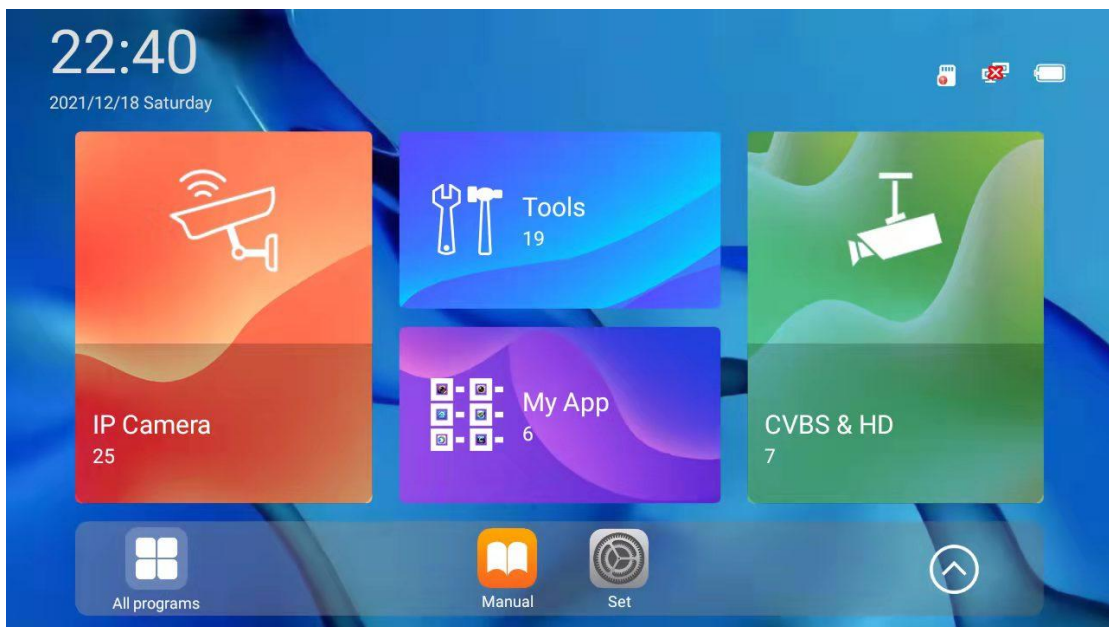 22:40
2021/12/18 Saturday
Tools
19
IP Camera
25
My App
6
CVBS & HD
7
All programs
Manual
Set